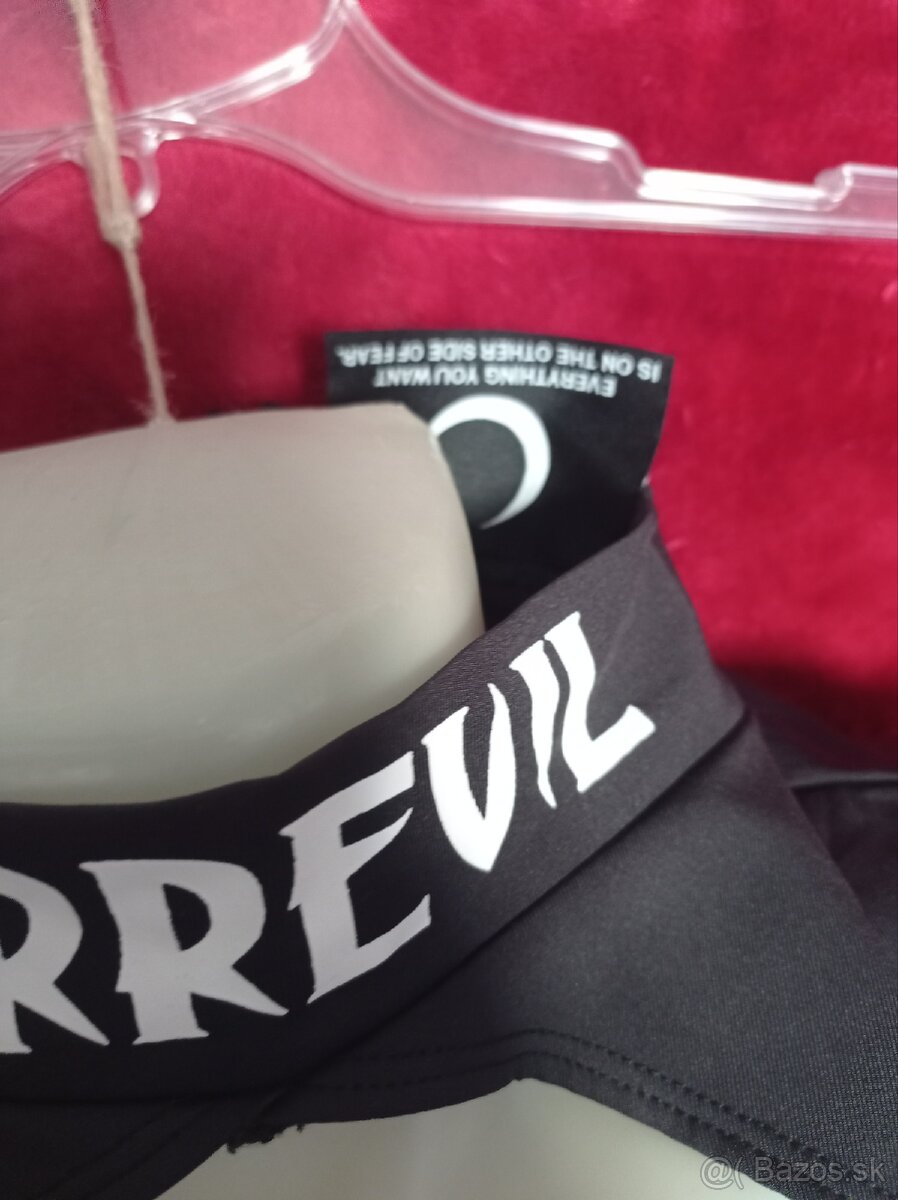 EVERYTHING YOU WANT
IS ON THE OTHER SIDE OF FEAR.
RREVIL
@( Bazos.sk